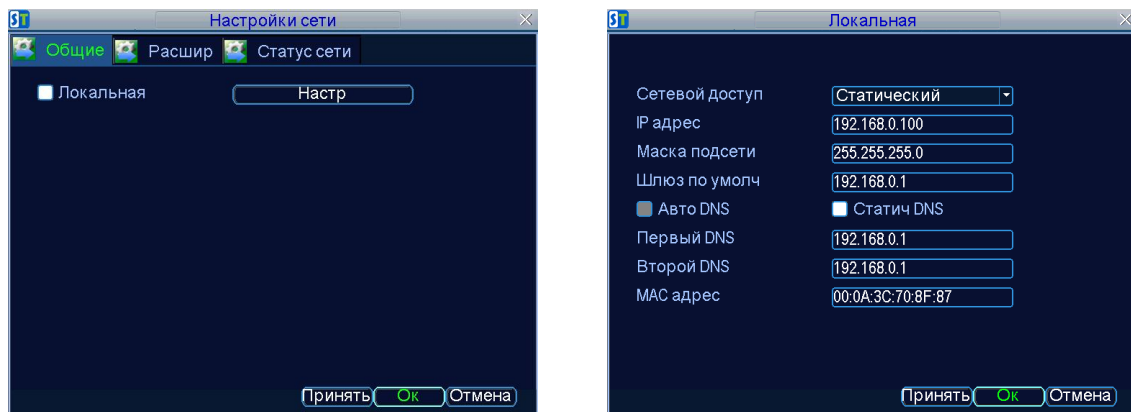 ST Настройки сети
Общие Расшир Статус сети
Локальная Настр
Принять Ок Отмена
ST Локальная
Сетевой доступ Статический
IP адрес 192.168.0.100
Маска подсети 255.255.255.0
Шлюз по умолч 192.168.0.1
Авто DNS Статич DNS
Первый DNS 192.168.0.1
Второй DNS 192.168.0.1
MAC адрес 00:0A:3C:70:8F:87
Принять Ок Отмена